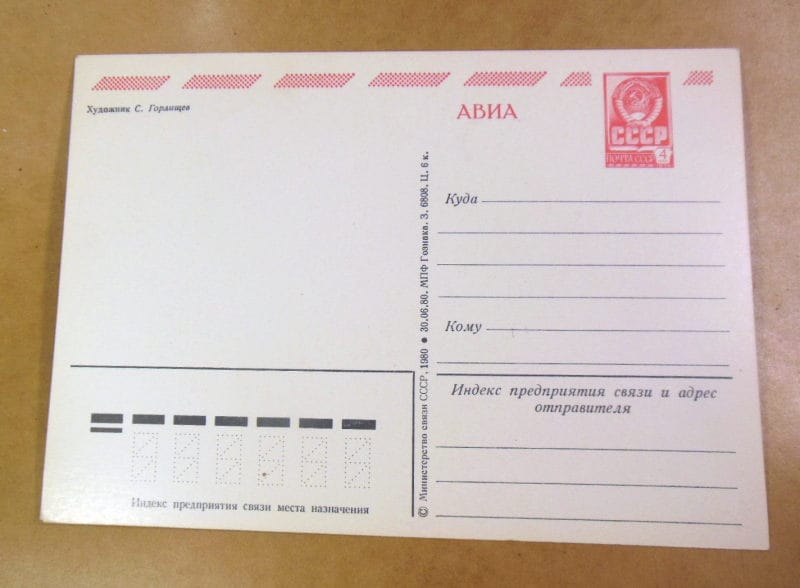 Художник С. Горлищев
АВИА
СССР
ПОЧТА СССР 4
Куда
Кому
© Министерство связи СССР, 1980 ● 30.06.80. МПФ Гознака. З. 6808. Ц. 6 к.
Индекс предприятия связи и адрес
отправителя
Индекс предприятия связи места назначения